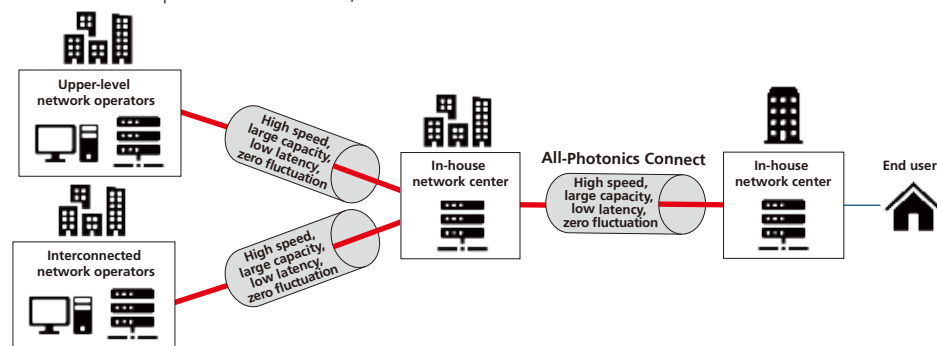 Upper-level
network operators
High speed,
large capacity,
low latency,
zero fluctuation
In-house
network center
All-Photonics Connect
High speed,
large capacity,
low latency,
zero fluctuation
In-house
network center
End user
Interconnected
network operators
High speed,
large capacity,
low latency,
zero fluctuation